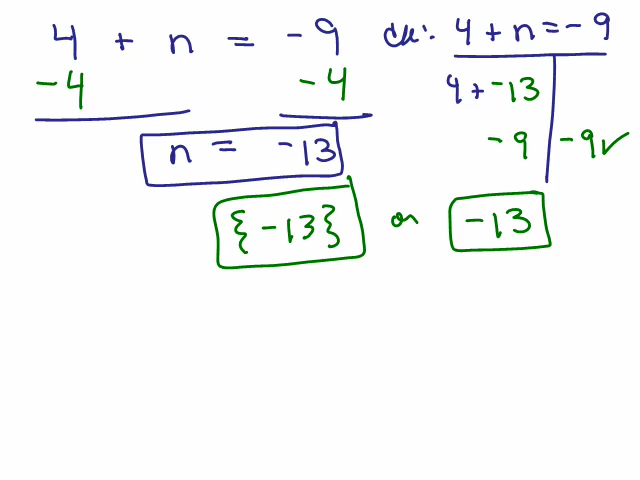 4 + n = -9
-4 -4
n = -13
{-13} or -13
ck: 4 + n = -9
4 + -13
-9 -9✓